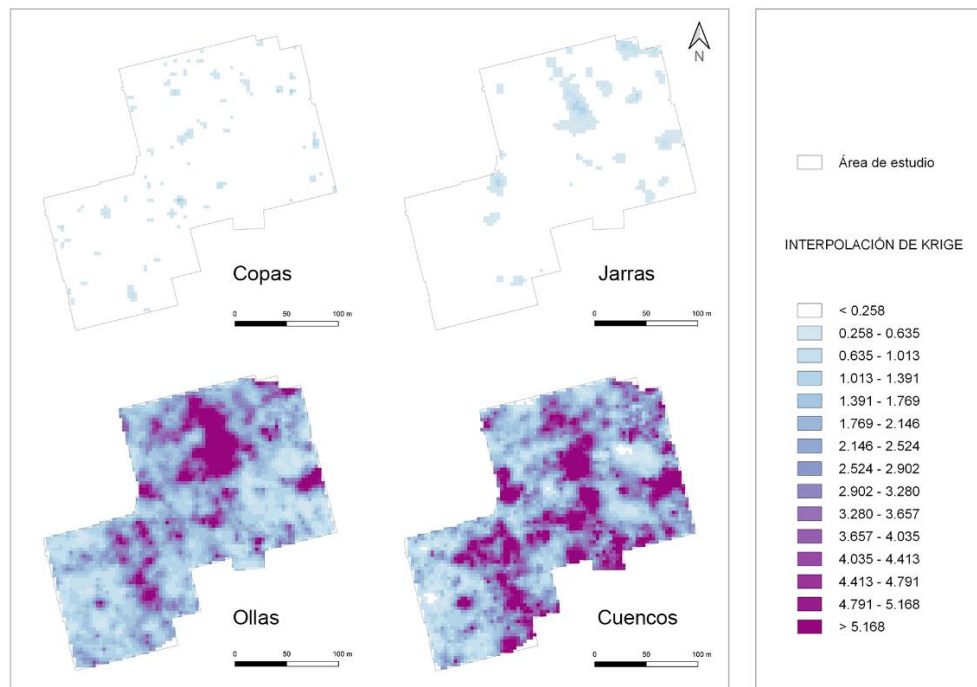 N
Copas
Jarras
0 50 100 m
0 50 100 m
Ollas
Cuencos
0 50 100 m
0 50 100 m
Área de estudio
INTERPOLACIÓN DE KRIGE
< 0.258
0.258 - 0.635
0.635 - 1.013
1.013 - 1.391
1.391 - 1.769
1.769 - 2.146
2.146 - 2.524
2.524 - 2.902
2.902 - 3.280
3.280 - 3.657
3.657 - 4.035
4.035 - 4.413
4.413 - 4.791
4.791 - 5.168
> 5.168